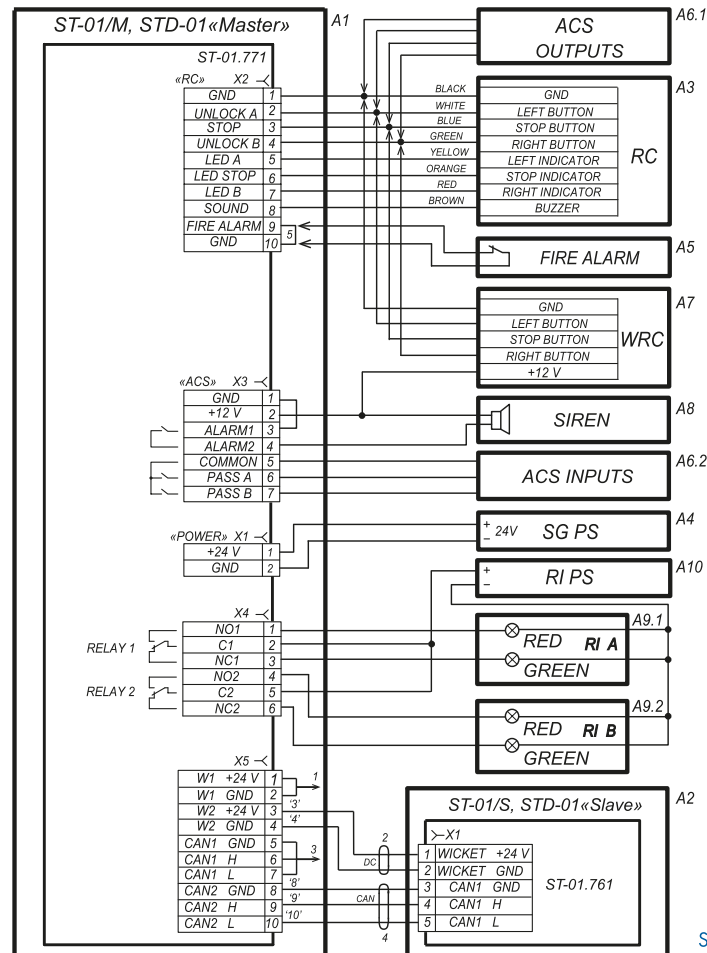 ST-01/M, STD-01«Master»
A1
ST-01.771
«RC» X2
GND 1
UNLOCK A 2
STOP 3
UNLOCK B 4
LED A 5
LED STOP 6
LED B 7
SOUND 8
FIRE ALARM 9
GND 10
5
BLACK
WHITE
BLUE
GREEN
YELLOW
ORANGE
RED
BROWN
ACS
OUTPUTS
A6.1
A3
GND
LEFT BUTTON
STOP BUTTON
RIGHT BUTTON
LEFT INDICATOR
STOP INDICATOR
RIGHT INDICATOR
BUZZER
RC
FIRE ALARM
A5
A7
GND
LEFT BUTTON
STOP BUTTON
RIGHT BUTTON
+12 V
WRC
«ACS» X3
GND 1
+12 V 2
ALARM1 3
ALARM2 4
COMMON 5
PASS A 6
PASS B 7
SIREN
A8
ACS INPUTS
A6.2
«POWER» X1
+24 V 1
GND 2
+
–
24V SG PS
A4
+
–
RI PS
A10
X4
NO1 1
C1 2
NC1 3
NO2 4
C2 5
NC2 6
RELAY 1
RELAY 2
A9.1
RED RI A
GREEN
A9.2
RED RI B
GREEN
X5
W1 +24 V 1
W1 GND 2
W2 +24 V 3
W2 GND 4
CAN1 GND 5
CAN1 H 6
CAN1 L 7
CAN2 GND 8
CAN2 H 9
CAN2 L 10
1
'3'
'4'
3
'8'
'9'
'10'
2
DC
CAN
4
ST-01/S, STD-01«Slave»
A2
X1
1 WICKET +24 V
2 WICKET GND
3 CAN1 GND
4 CAN1 H
5 CAN1 L
ST-01.761
S